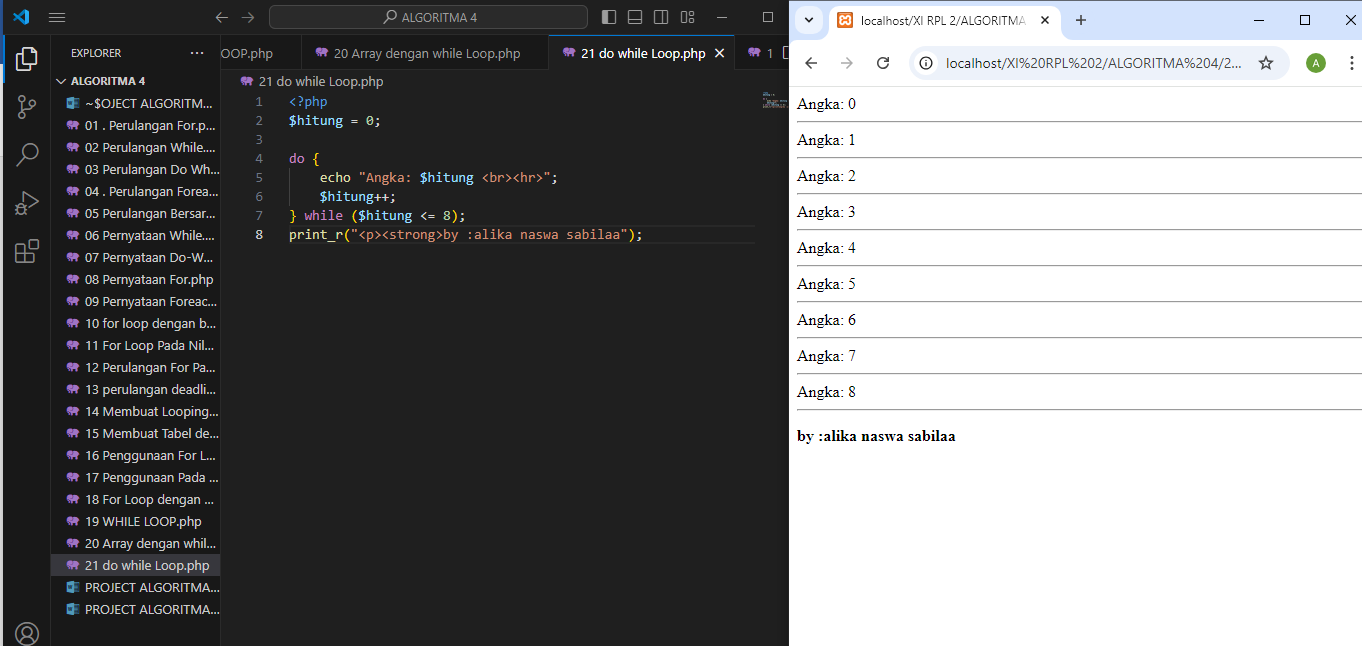 ALGORITMA 4
EXPLORER
ALGORITMA 4
~$OJECT ALGORITM...
01 . Perulangan For.p...
02 Perulangan While....
03 Perulangan Do Wh...
04 . Perulangan Forea...
05 Perulangan Bersar...
06 Pernyataan While....
07 Pernyataan Do-W...
08 Pernyataan For.php
09 Pernyataan Foreac...
10 for loop dengan b...
11 For Loop Pada Nil...
12 Perulangan For Pa...
13 perulangan deadli...
14 Membuat Looping...
15 Membuat Tabel de...
16 Penggunaan For L...
17 Penggunaan Pada ...
18 For Loop dengan ...
19 WHILE LOOP.php
20 Array dengan whil...
21 do while Loop.php
PROJECT ALGORITMA...
PROJECT ALGORITMA...
OOP.php
20 Array dengan while Loop.php
21 do while Loop.php
1
21 do while Loop.php
1 <?php
2 $hitung = 0;
3
4 do {
5 echo "Angka: $hitung <br><hr>";
6 $hitung++;
7 } while ($hitung <= 8);
8 print_r("<p><strong>by :alika naswa sabilaa");
localhost/XI RPL 2/ALGORITMA
localhost/XI%20RPL%202/ALGORITMA%204/2...
A
Angka: 0
Angka: 1
Angka: 2
Angka: 3
Angka: 4
Angka: 5
Angka: 6
Angka: 7
Angka: 8
by :alika naswa sabilaa